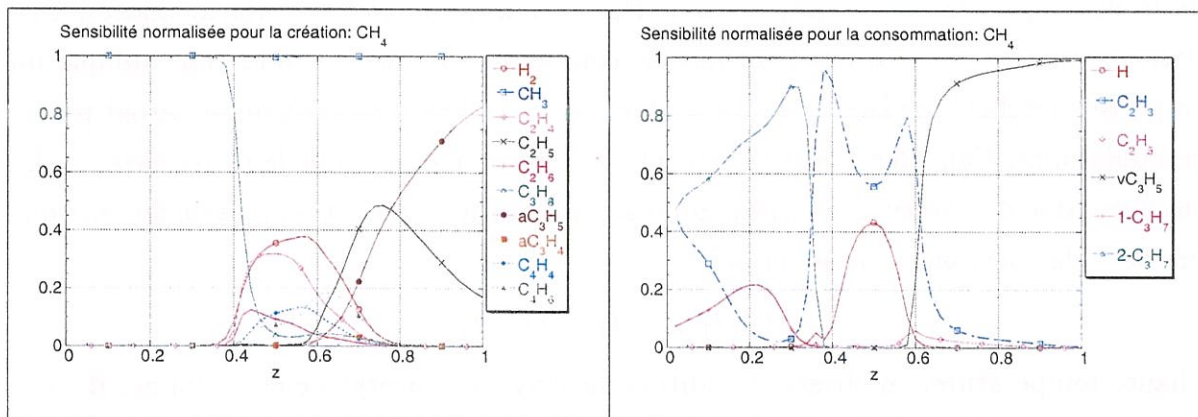 Sensibilité normalisée pour la création: CH4
1
0.8
0.6
0.4
0.2
0
0
0.2
0.4
0.6
0.8
1
z
H2
CH3
C2H4
C2H5
C2H6
C3H8
aC3H5
aC3H4
C4H4
C4H6
Sensibilité normalisée pour la consommation: CH4
1
0.8
0.6
0.4
0.2
0
0
0.2
0.4
0.6
0.8
1
z
H
C2H3
vC3H5
1-C3H7
2-C3H7